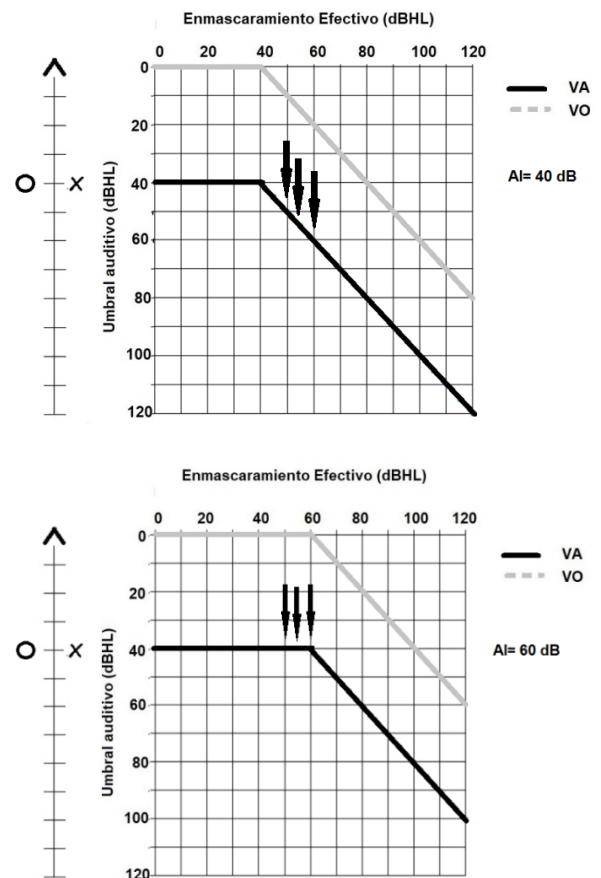 Enmascaramiento Efectivo (dBHL)
0 20 40 60 80 100 120
0
20
40
60
80
100
120
Umbral auditivo (dBHL)
O X
VA
VO
AI= 40 dB
Enmascaramiento Efectivo (dBHL)
0 20 40 60 80 100 120
0
20
40
60
80
100
120
Umbral auditivo (dBHL)
O X
VA
VO
AI= 60 dB